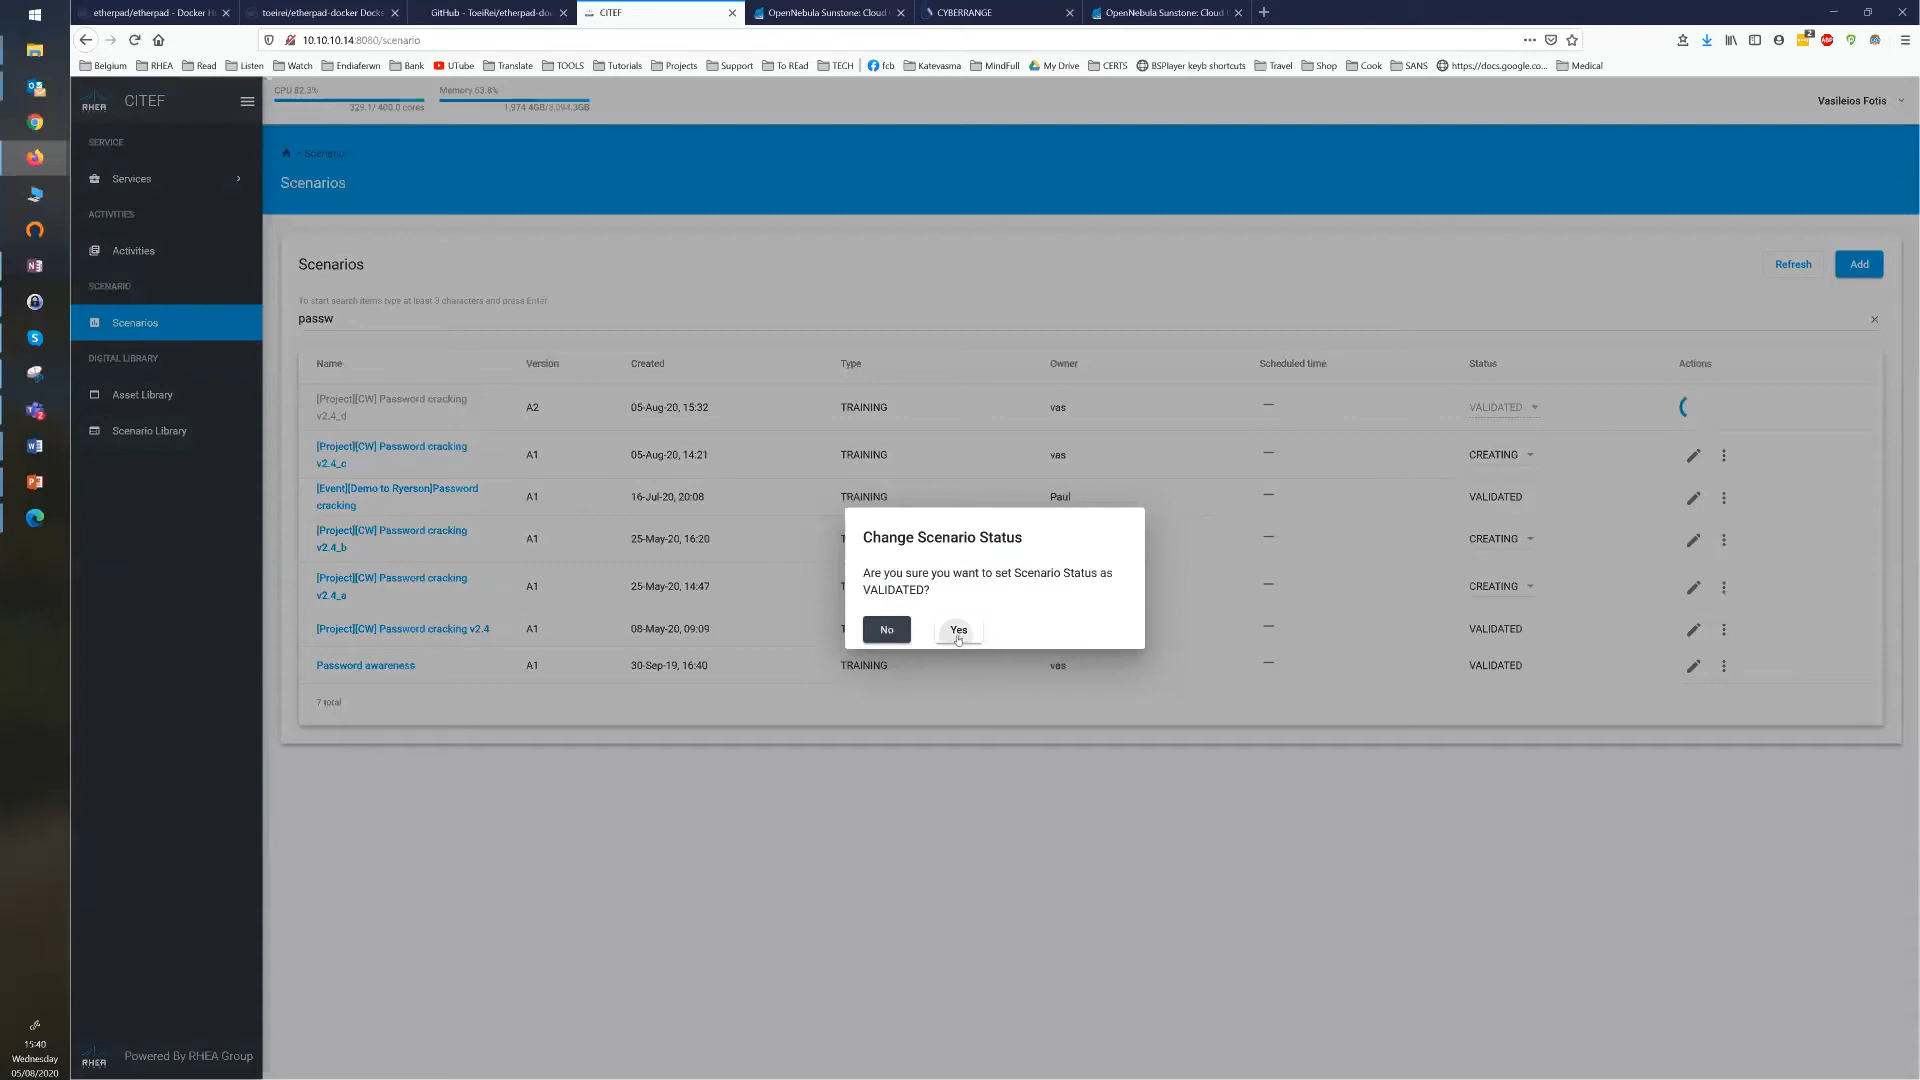 etherpad/etherpad - Docker H
toeirei/etherpad-docker Docke
GitHub - ToeiRei/etherpad-do
CITEF
OpenNebula Sunstone: Cloud
CYBERRANGE
OpenNebula Sunstone: Cloud
10.10.10.14:8080/scenario
2
Belgium
RHEA
Read
Listen
Watch
Endiaferwn
Bank
UTube
Translate
TOOLS
Tutorials
Projects
Support
To REad
TECH
fcb
Katevasma
MindFull
My Drive
CERTS
BSPlayer keyb shortcuts
Travel
Shop
Cook
SANS
https://docs.google.co...
Medical
RHEA
CITEF
CPU 82.3%
329.1/ 400.0 cores
Memory 63.8%
1,974.4GB/3,094.3GB
Vasileios Fotis
SERVICE
Services
ACTIVITIES
Activities
SCENARIO
Scenarios
DIGITAL LIBRARY
Asset Library
Scenario Library
Scenarios
Scenarios
Refresh
Add
To start search items type at least 3 characters and press Enter
passw
Name Version Created Type Owner Scheduled time Status Actions
[Project][CW] Password cracking
v2.4_d
A2 05-Aug-20, 15:32 TRAINING vas — VALIDATED
[Project][CW] Password cracking
v2.4_c
A1 05-Aug-20, 14:21 TRAINING vas — CREATING
[Event][Demo to Ryerson]Password
cracking
A1 16-Jul-20, 20:08 TRAINING Paul — VALIDATED
[Project][CW] Password cracking
v2.4_b
A1 25-May-20, 16:20 — CREATING
[Project][CW] Password cracking
v2.4_a
A1 25-May-20, 14:47 — CREATING
[Project][CW] Password cracking v2.4 A1 08-May-20, 09:09 — VALIDATED
Password awareness A1 30-Sep-19, 16:40 TRAINING vas — VALIDATED
7 total
Change Scenario Status
Are you sure you want to set Scenario Status as
VALIDATED?
No
Yes
RHEA
Powered By RHEA Group
15:40
Wednesday
05/08/2020